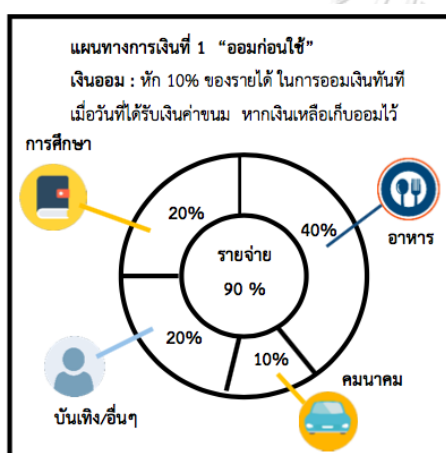 แผนทางการเงินที่ 1 “ออมก่อนใช้”
เงินออม : หัก 10% ของรายได้ ในการออมเงินทันที
เมื่อวันที่ได้รับเงินค่าขนม หากเงินเหลือเก็บออมไว้
การศึกษา
20%
40%
อาหาร
รายจ่าย
90 %
20%
10%
คมนาคม
บันเทิง/อื่นๆ